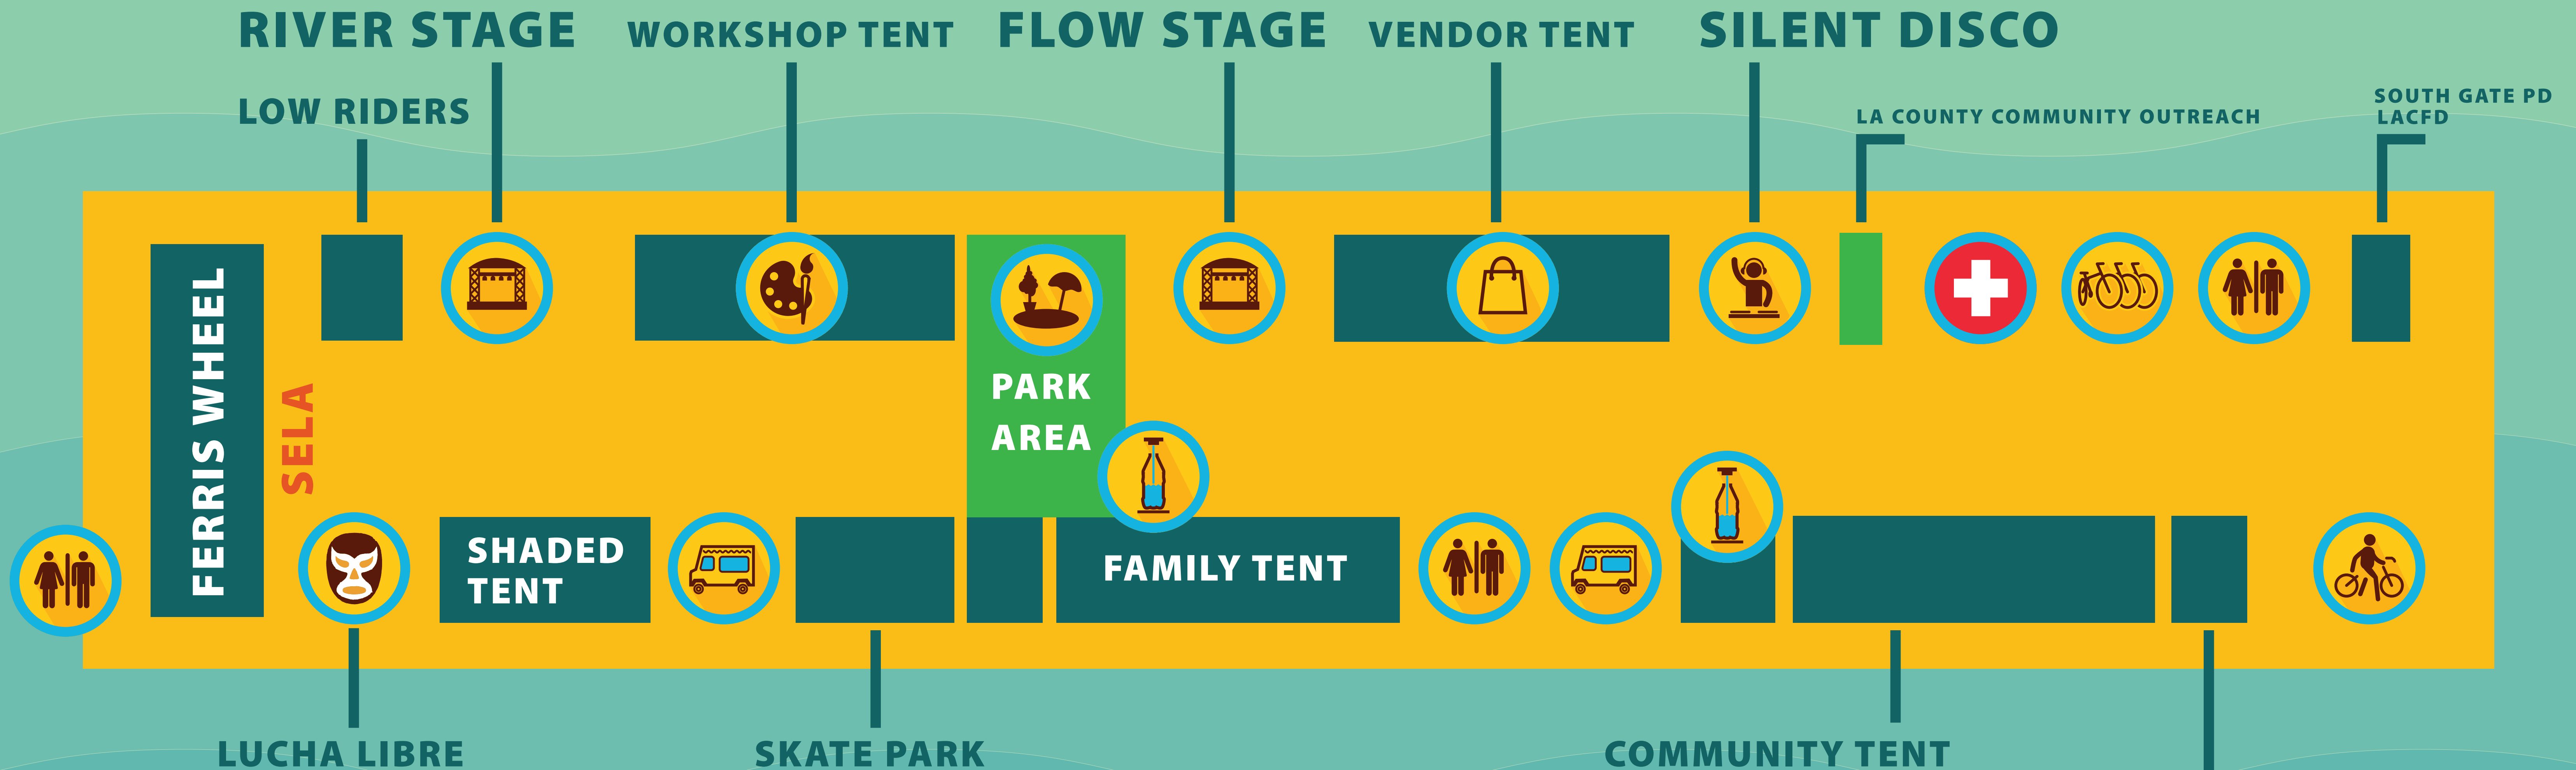 RIVER STAGE
WORKSHOP TENT
FLOW STAGE
VENDOR TENT
SILENT DISCO
LOW RIDERS
LA COUNTY COMMUNITY OUTREACH
SOUTH GATE PD
LACFD
FERRIS WHEEL
SELA
PARK
AREA
SHADED
TENT
FAMILY TENT
LUCHA LIBRE
SKATE PARK
COMMUNITY TENT